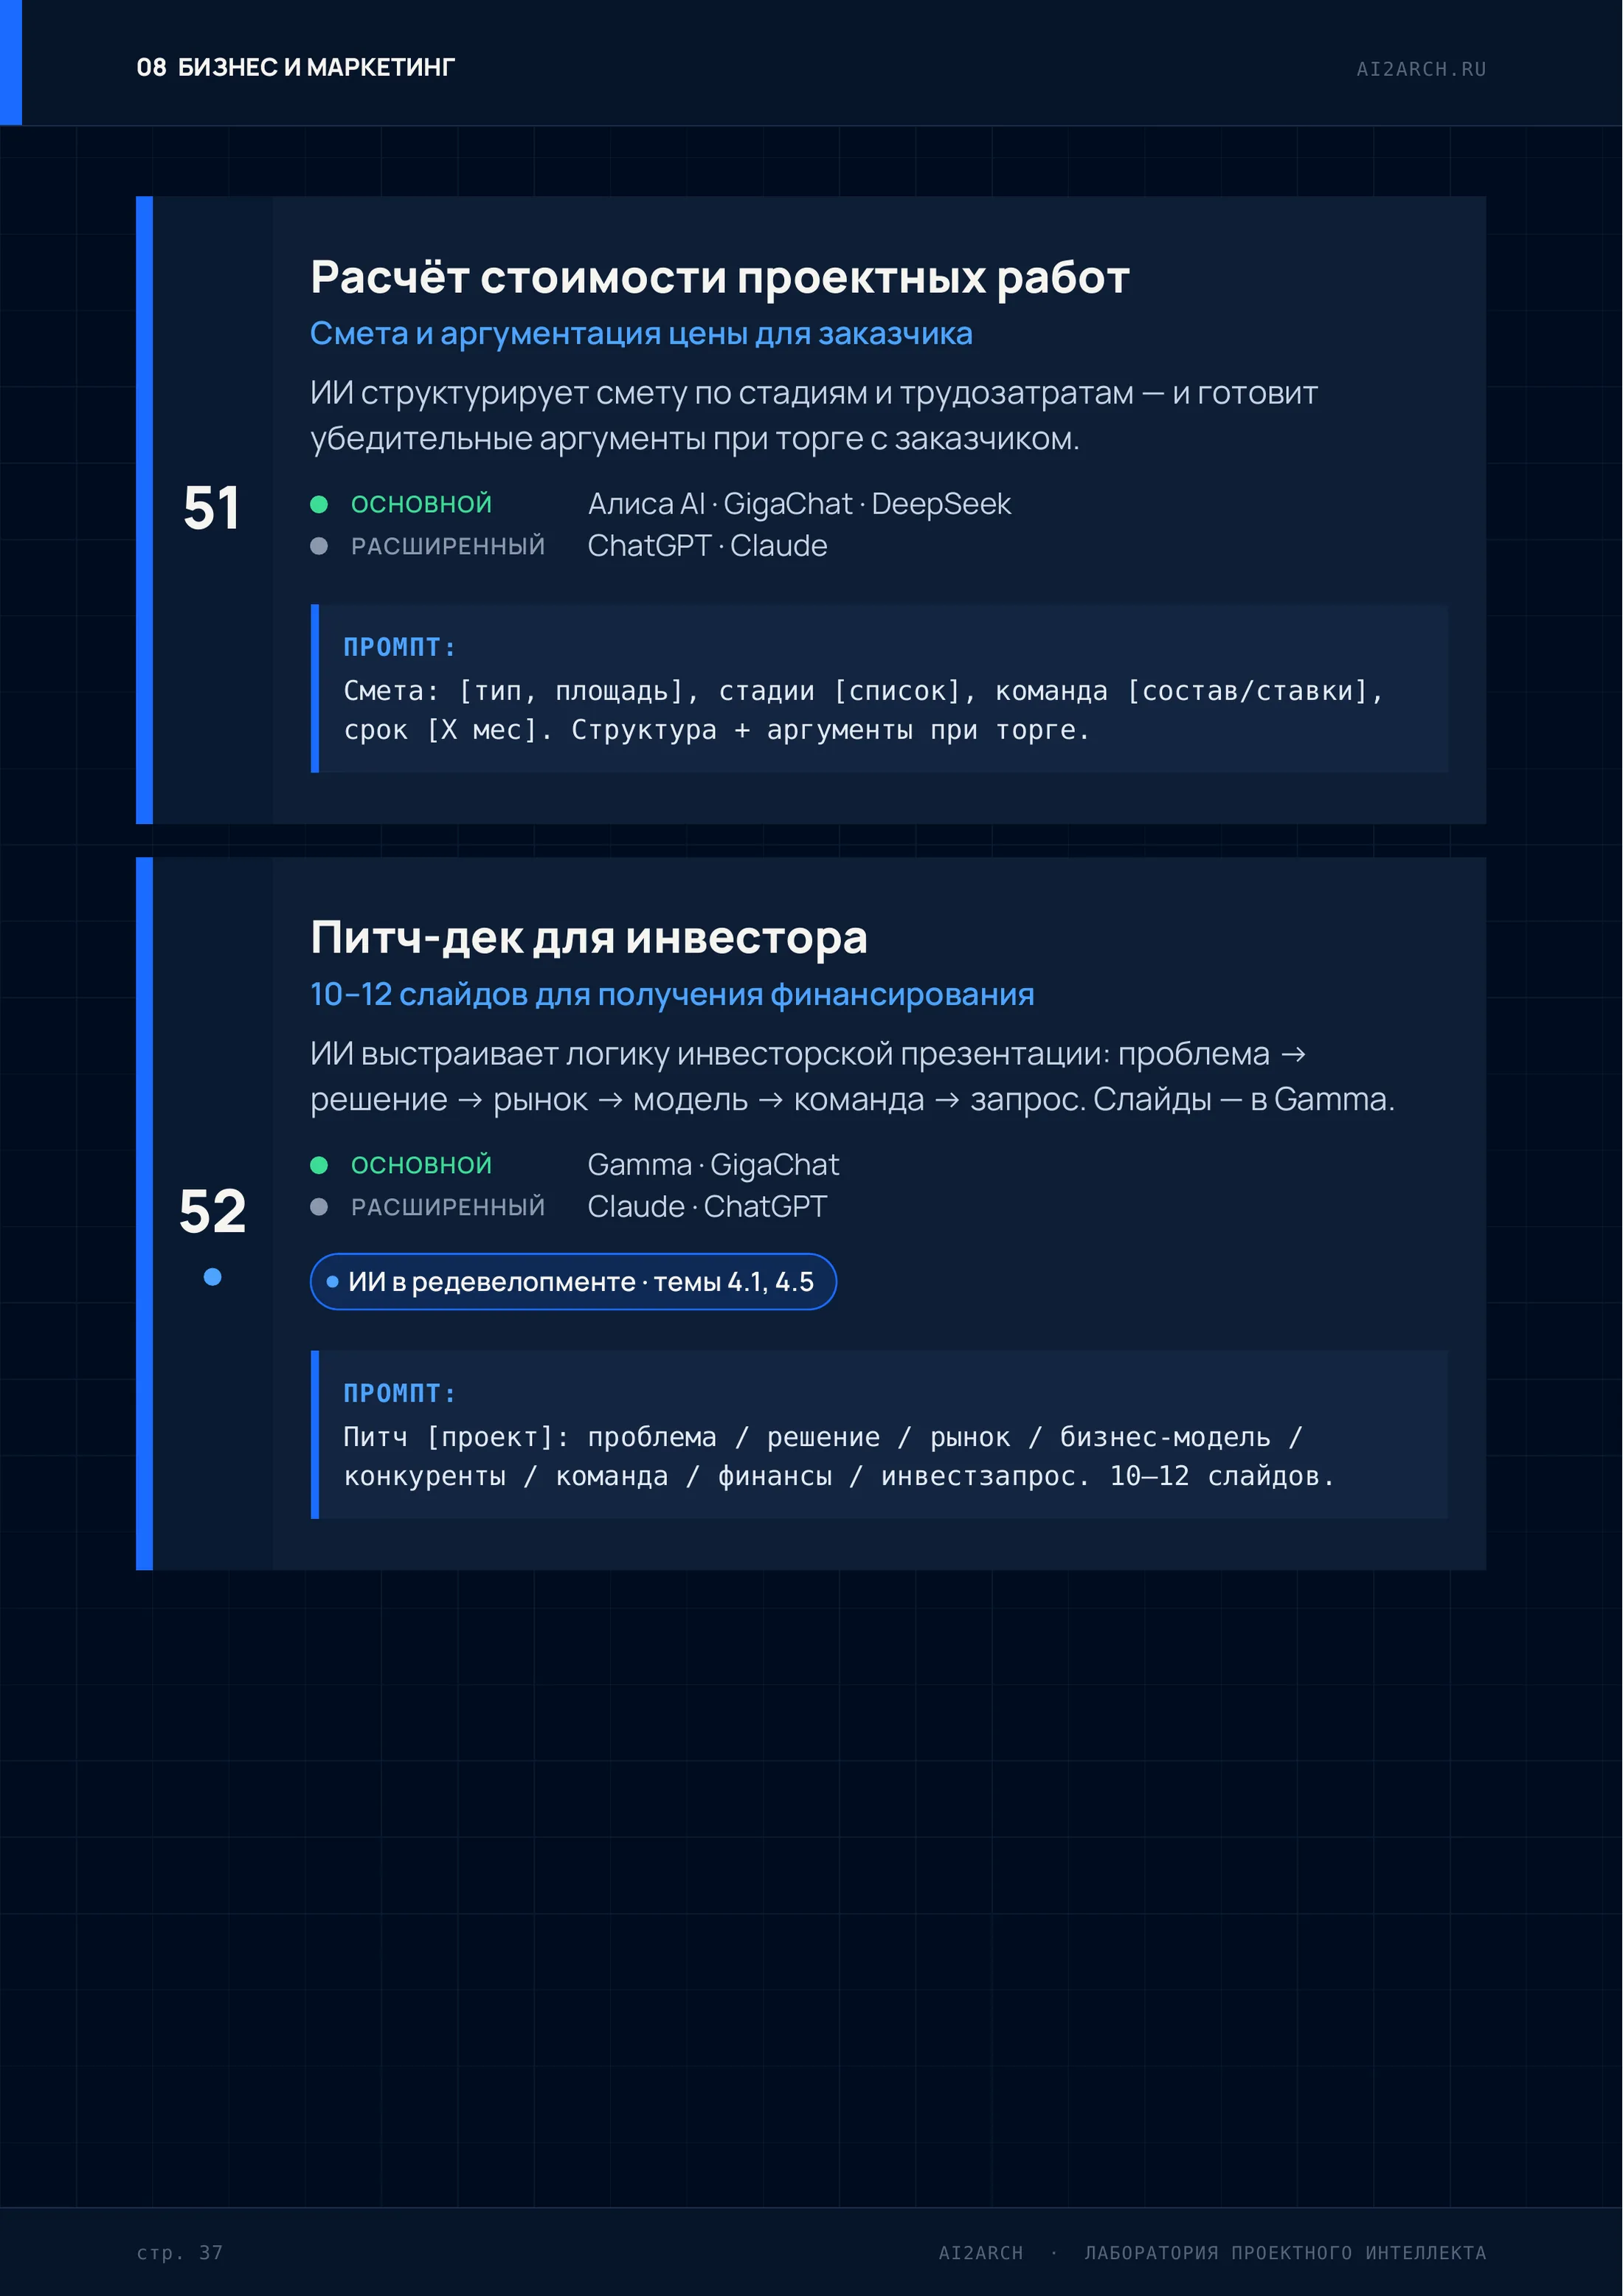 08 БИЗНЕС И МАРКЕТИНГ
AI2ARCH.RU
51
Расчёт стоимости проектных работ
Смета и аргументация цены для заказчика
ИИ структурирует смету по стадиям и трудозатратам — и готовит
убедительные аргументы при торге с заказчиком.
ОСНОВНОЙ Алиса AI · GigaChat · DeepSeek
РАСШИРЕННЫЙ ChatGPT · Claude
ПРОМПТ:
Смета: [тип, площадь], стадии [список], команда [состав/ставки],
срок [X мес]. Структура + аргументы при торге.
52
Питч-дек для инвестора
10–12 слайдов для получения финансирования
ИИ выстраивает логику инвесторской презентации: проблема →
решение → рынок → модель → команда → запрос. Слайды — в Gamma.
ОСНОВНОЙ Gamma · GigaChat
РАСШИРЕННЫЙ Claude · ChatGPT
ИИ в редевелопменте · темы 4.1, 4.5
ПРОМПТ:
Питч [проект]: проблема / решение / рынок / бизнес-модель /
конкуренты / команда / финансы / инвестзапрос. 10–12 слайдов.
стр. 37
AI2ARCH · ЛАБОРАТОРИЯ ПРОЕКТНОГО ИНТЕЛЛЕКТА